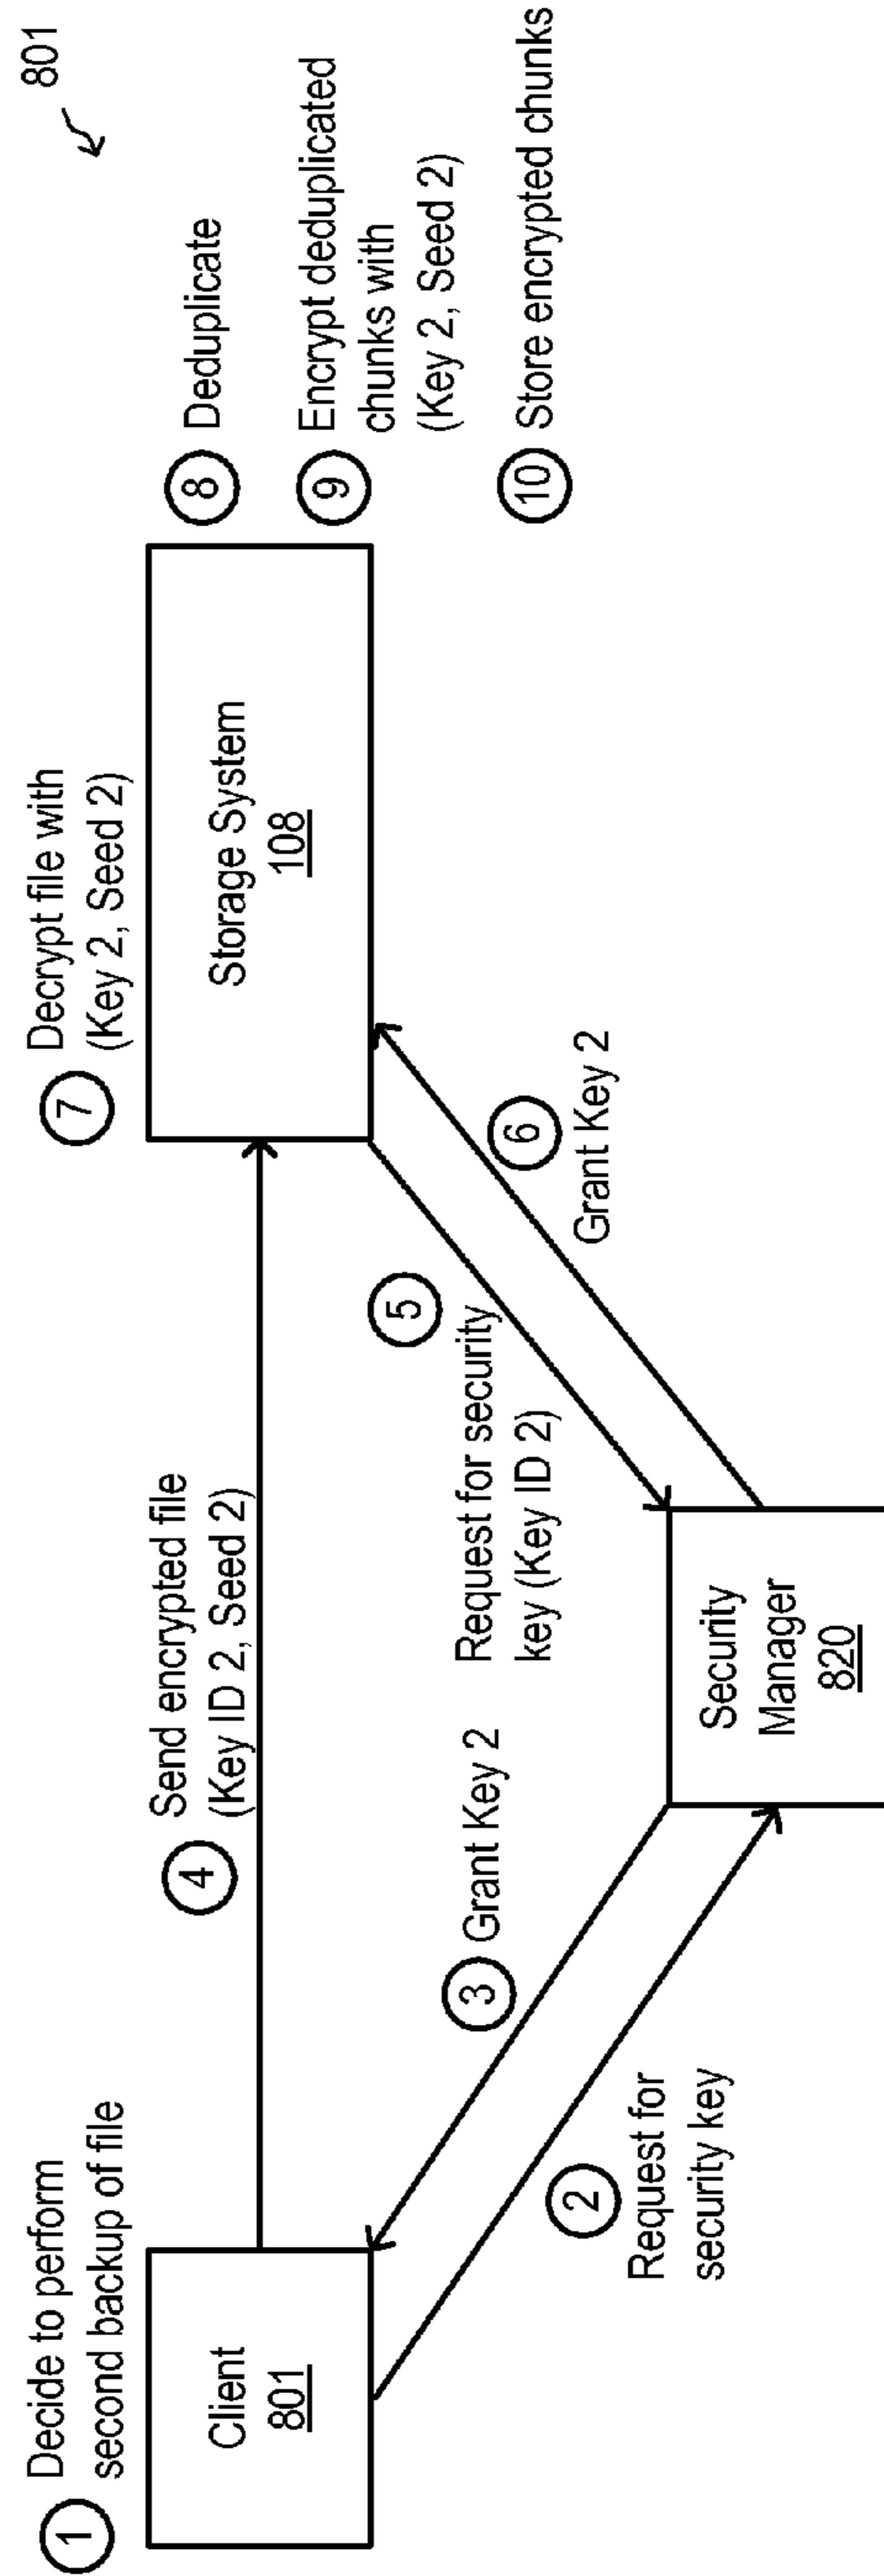 801
1
Decide to perform
second backup of file
Client
801
2
Request for
security key
3
Grant Key 2
4
Send encrypted file
(Key ID 2, Seed 2)
Security
Manager
820
5
Request for security
key (Key ID 2)
6
Grant Key 2
7
Decrypt file with
(Key 2, Seed 2)
Storage System
108
8
Deduplicate
9
Encrypt deduplicated
chunks with
(Key 2, Seed 2)
10
Store encrypted chunks